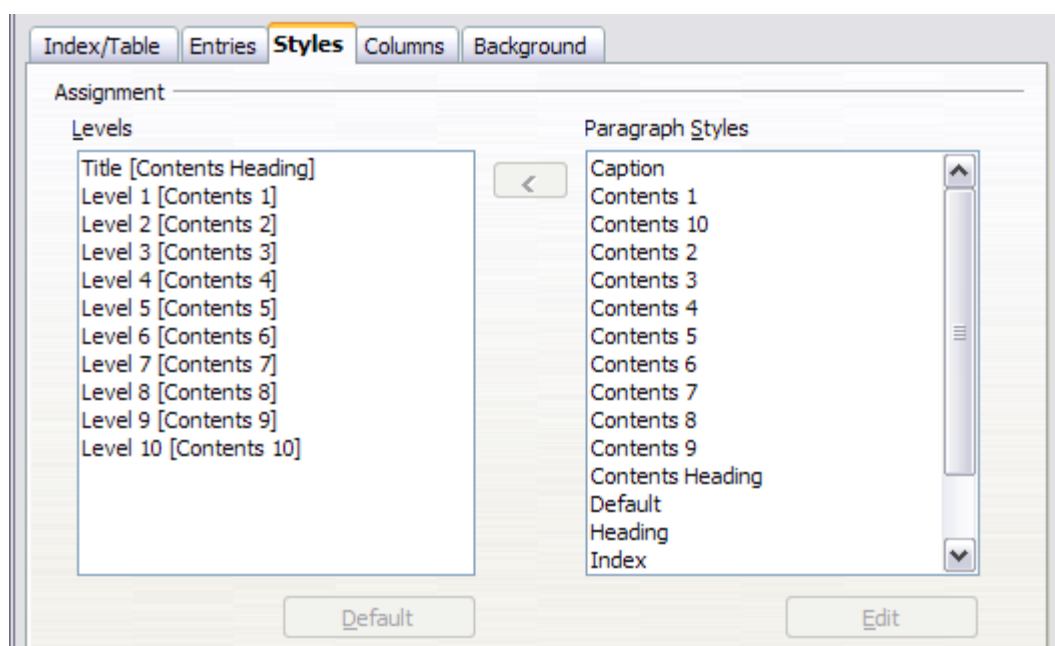 Index/Table Entries Styles Columns Background
Assignment
Levels
Title [Contents Heading]
Level 1 [Contents 1]
Level 2 [Contents 2]
Level 3 [Contents 3]
Level 4 [Contents 4]
Level 5 [Contents 5]
Level 6 [Contents 6]
Level 7 [Contents 7]
Level 8 [Contents 8]
Level 9 [Contents 9]
Level 10 [Contents 10]
Default
<
Paragraph Styles
Caption
Contents 1
Contents 10
Contents 2
Contents 3
Contents 4
Contents 5
Contents 6
Contents 7
Contents 8
Contents 9
Contents Heading
Default
Heading
Index
Edit